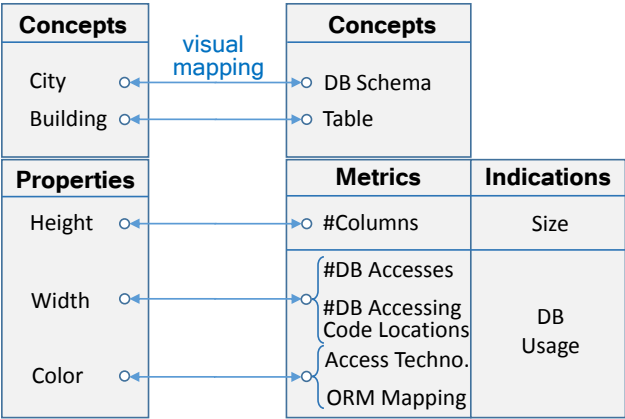 Concepts
visual
mapping
Concepts
City
DB Schema
Building
Table
Properties
Metrics
Indications
Height
#Columns
Size
Width
#DB Accesses
#DB Accessing
Code Locations
DB
Usage
Color
Access Techno.
ORM Mapping